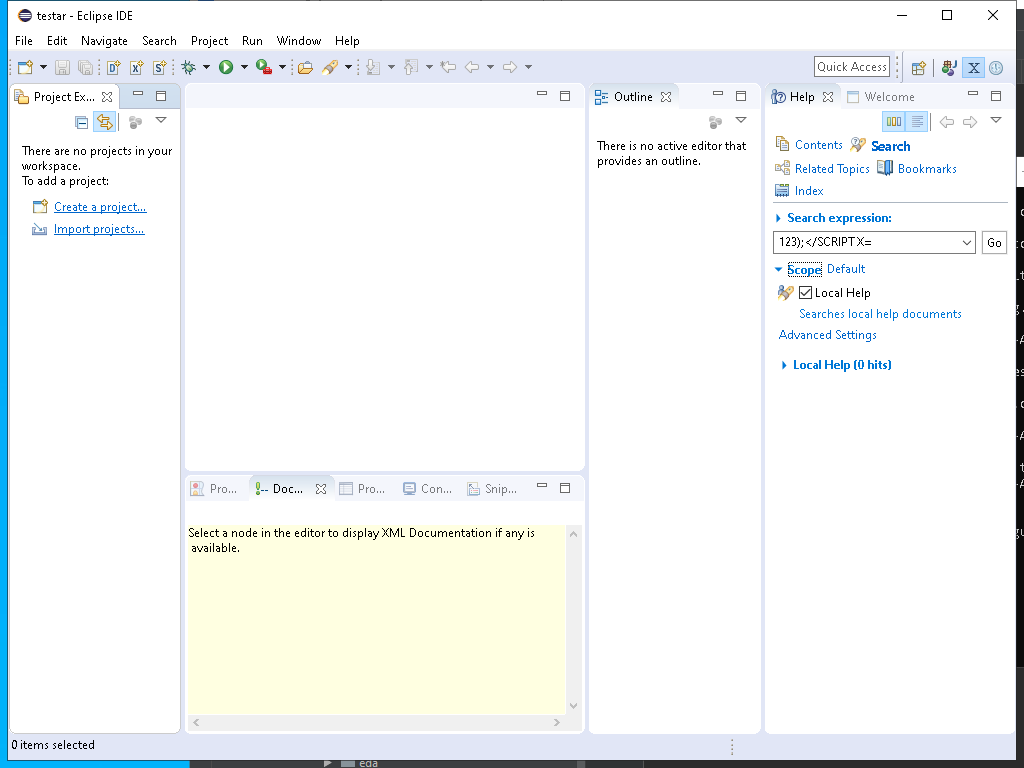 testar - Eclipse IDE
File Edit Navigate Search Project Run Window Help
Quick Access
Project Ex...
There are no projects in your
workspace.
To add a project:
Create a project...
Import projects...
Outline
There is no active editor that
provides an outline.
Help Welcome
Contents Search
Related Topics Bookmarks
Index
Search expression:
123);</SCRIPT X=
Go
Scope Default
Local Help
Searches local help documents
Advanced Settings
Local Help (0 hits)
Pro... Doc... Pro... Con... Snip...
Select a node in the editor to display XML Documentation if any is
available.
0 items selected
eda